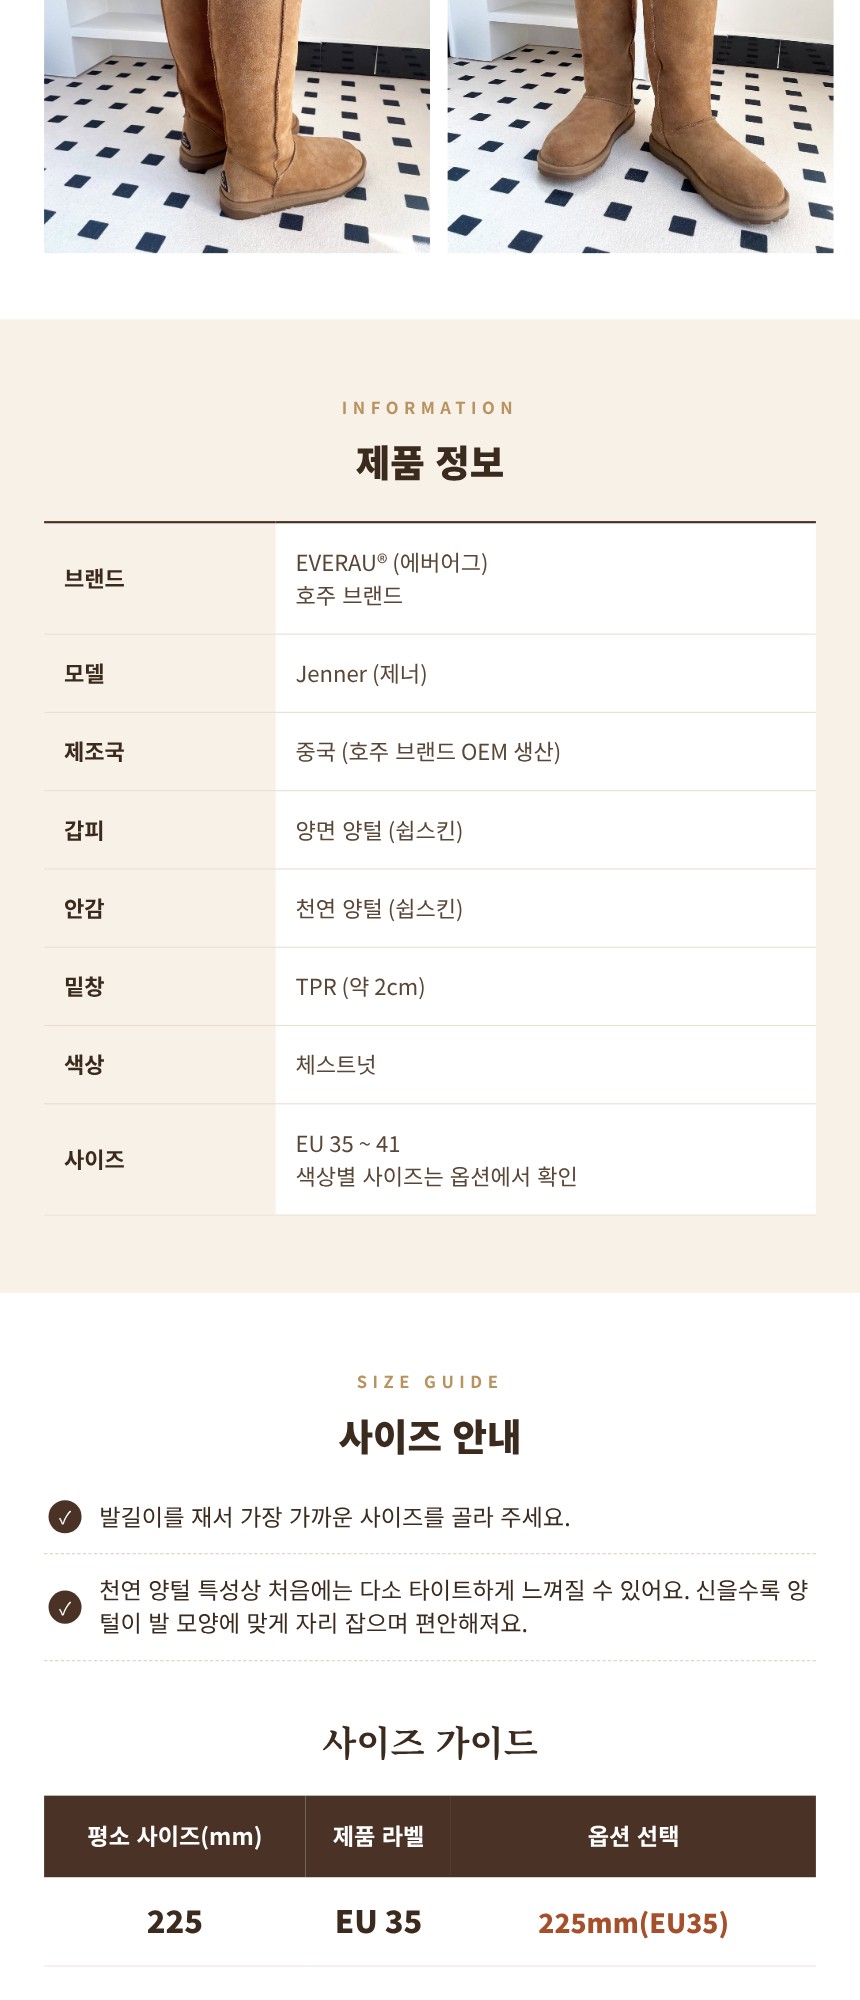 INFORMATION
제품 정보
브랜드
EVERAU® (에버어그)
호주 브랜드
모델
Jenner (제너)
제조국
중국 (호주 브랜드 OEM 생산)
갑피
양면 양털 (쉽스킨)
안감
천연 양털 (쉽스킨)
밑창
TPR (약 2cm)
색상
체스트넛
사이즈
EU 35 ~ 41
색상별 사이즈는 옵션에서 확인
SIZE GUIDE
사이즈 안내
✓ 발길이를 재서 가장 가까운 사이즈를 골라 주세요.
✓ 천연 양털 특성상 처음에는 다소 타이트하게 느껴질 수 있어요. 신을수록 양
털이 발 모양에 맞게 자리 잡으며 편안해져요.
사이즈 가이드
평소 사이즈(mm) 제품 라벨 옵션 선택
225 EU 35 225mm(EU35)